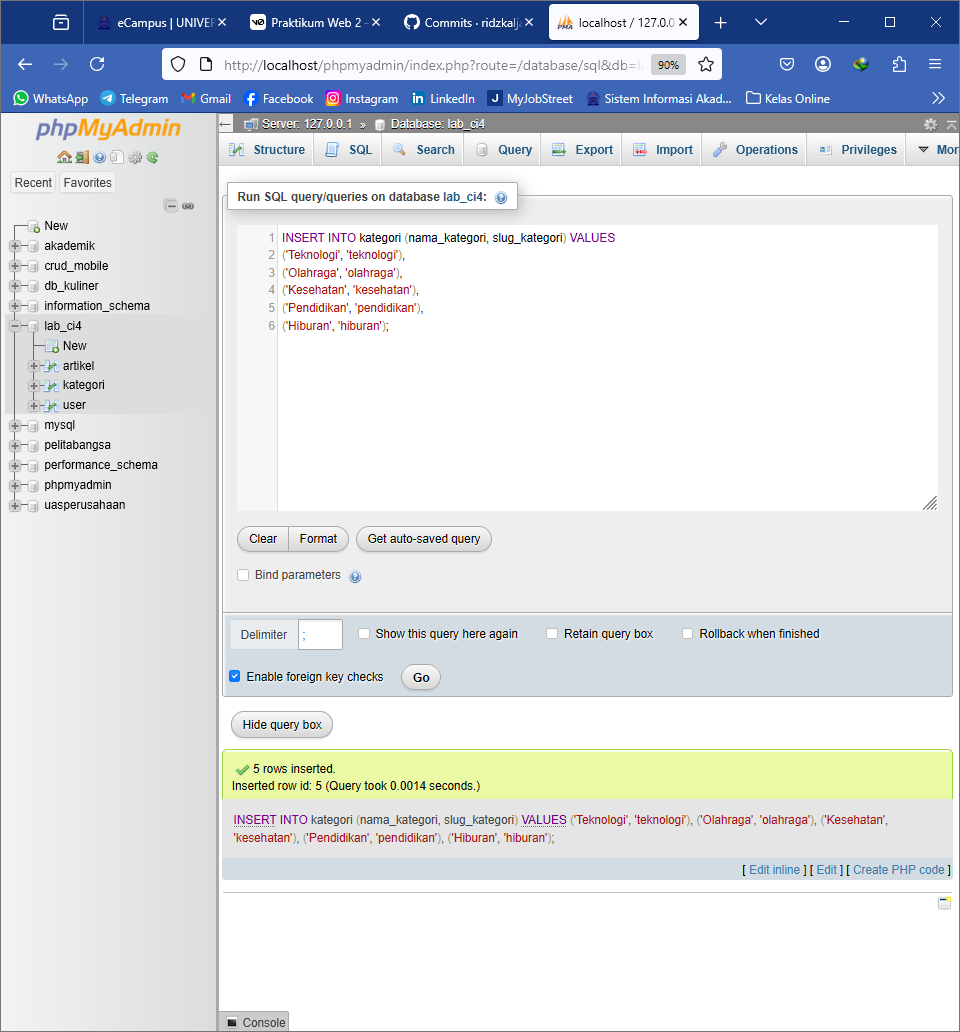 eCampus | UNIVER
Praktikum Web 2 –
Commits · ridzkalja
localhost / 127.0.0
http://localhost/phpmyadmin/index.php?route=/database/sql&db=l
90%
WhatsApp
Telegram
Gmail
Facebook
Instagram
LinkedIn
MyJobStreet
Sistem Informasi Akad...
Kelas Online
phpMyAdmin
Recent
Favorites
New
akademik
crud_mobile
db_kuliner
information_schema
lab_ci4
New
artikel
kategori
user
mysql
pelitabangsa
performance_schema
phpmyadmin
uasperusahaan
Server: 127.0.0.1 » Database: lab_ci4
Structure
SQL
Search
Query
Export
Import
Operations
Privileges
Mor
Run SQL query/queries on database lab_ci4:
1 INSERT INTO kategori (nama_kategori, slug_kategori) VALUES
2 ('Teknologi', 'teknologi'),
3 ('Olahraga', 'olahraga'),
4 ('Kesehatan', 'kesehatan'),
5 ('Pendidikan', 'pendidikan'),
6 ('Hiburan', 'hiburan');
Clear
Format
Get auto-saved query
Bind parameters
Delimiter ;
Show this query here again
Retain query box
Rollback when finished
Enable foreign key checks
Go
Hide query box
5 rows inserted.
Inserted row id: 5 (Query took 0.0014 seconds.)
INSERT INTO kategori (nama_kategori, slug_kategori) VALUES ('Teknologi', 'teknologi'), ('Olahraga', 'olahraga'), ('Kesehatan',
'kesehatan'), ('Pendidikan', 'pendidikan'), ('Hiburan', 'hiburan');
[ Edit inline ] [ Edit ] [ Create PHP code ]
Console